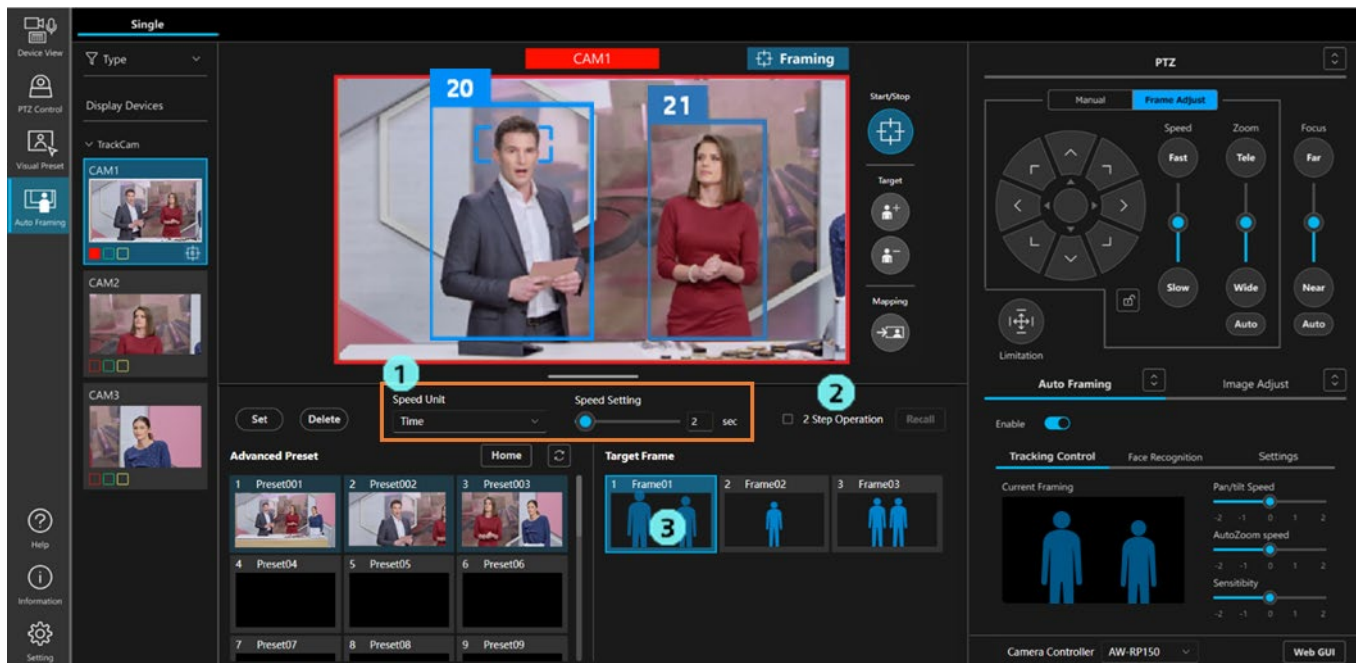 Single
Device View
PTZ Control
Visual Preset
Auto Framing
Help
Information
Setting
Type
Display Devices
TrackCam
CAM1
CAM2
CAM3
CAM1
Framing
20
21
Start/Stop
Target
Mapping
1
Speed Unit
Time
Speed Setting
2 sec
2
2 Step Operation
Recall
Set
Delete
Advanced Preset
Home
1 Preset001
2 Preset002
3 Preset003
4 Preset04
5 Preset05
6 Preset06
7 Preset07
8 Preset08
9 Preset09
Target Frame
1 Frame01
2 Frame02
3 Frame03
3
PTZ
Manual
Frame Adjust
Speed
Zoom
Focus
Fast
Tele
Far
Slow
Wide
Near
Auto
Auto
Limitation
Auto Framing
Image Adjust
Enable
Tracking Control
Face Recognition
Settings
Current Framing
Pan/tilt Speed
-2 -1 0 1 2
AutoZoom speed
-2 -1 0 1 2
Sensitibity
-2 -1 0 1 2
Camera Controller
AW-RP150
Web GUI